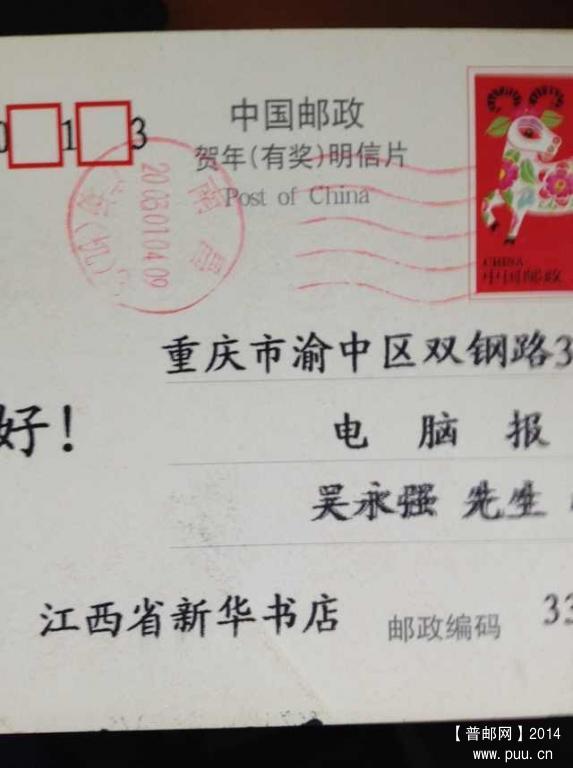 中国邮政
0 1 3
贺年(有奖)明信片
Post of China
CHINA
中国邮政
重庆市渝中区双钢路3
好!
电脑报
吴永强 先生
江西省新华书店
邮政编码 33
【普邮网】2014
www.puu.cn